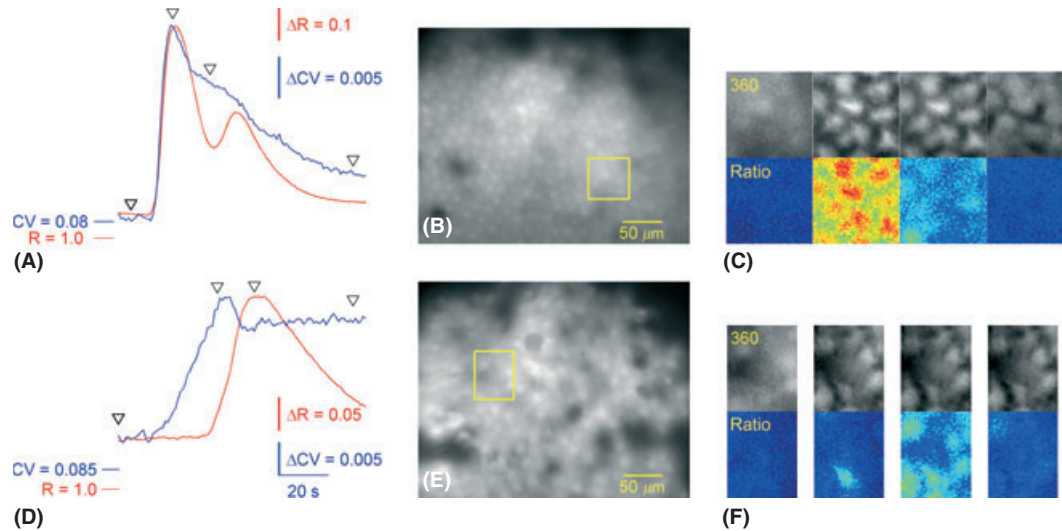 ΔR = 0.1
ΔCV = 0.005
CV = 0.08
R = 1.0
(A)
(B)
50 μm
360
Ratio
(C)
ΔR = 0.05
ΔCV = 0.005
20 s
CV = 0.085
R = 1.0
(D)
(E)
50 μm
360
Ratio
(F)